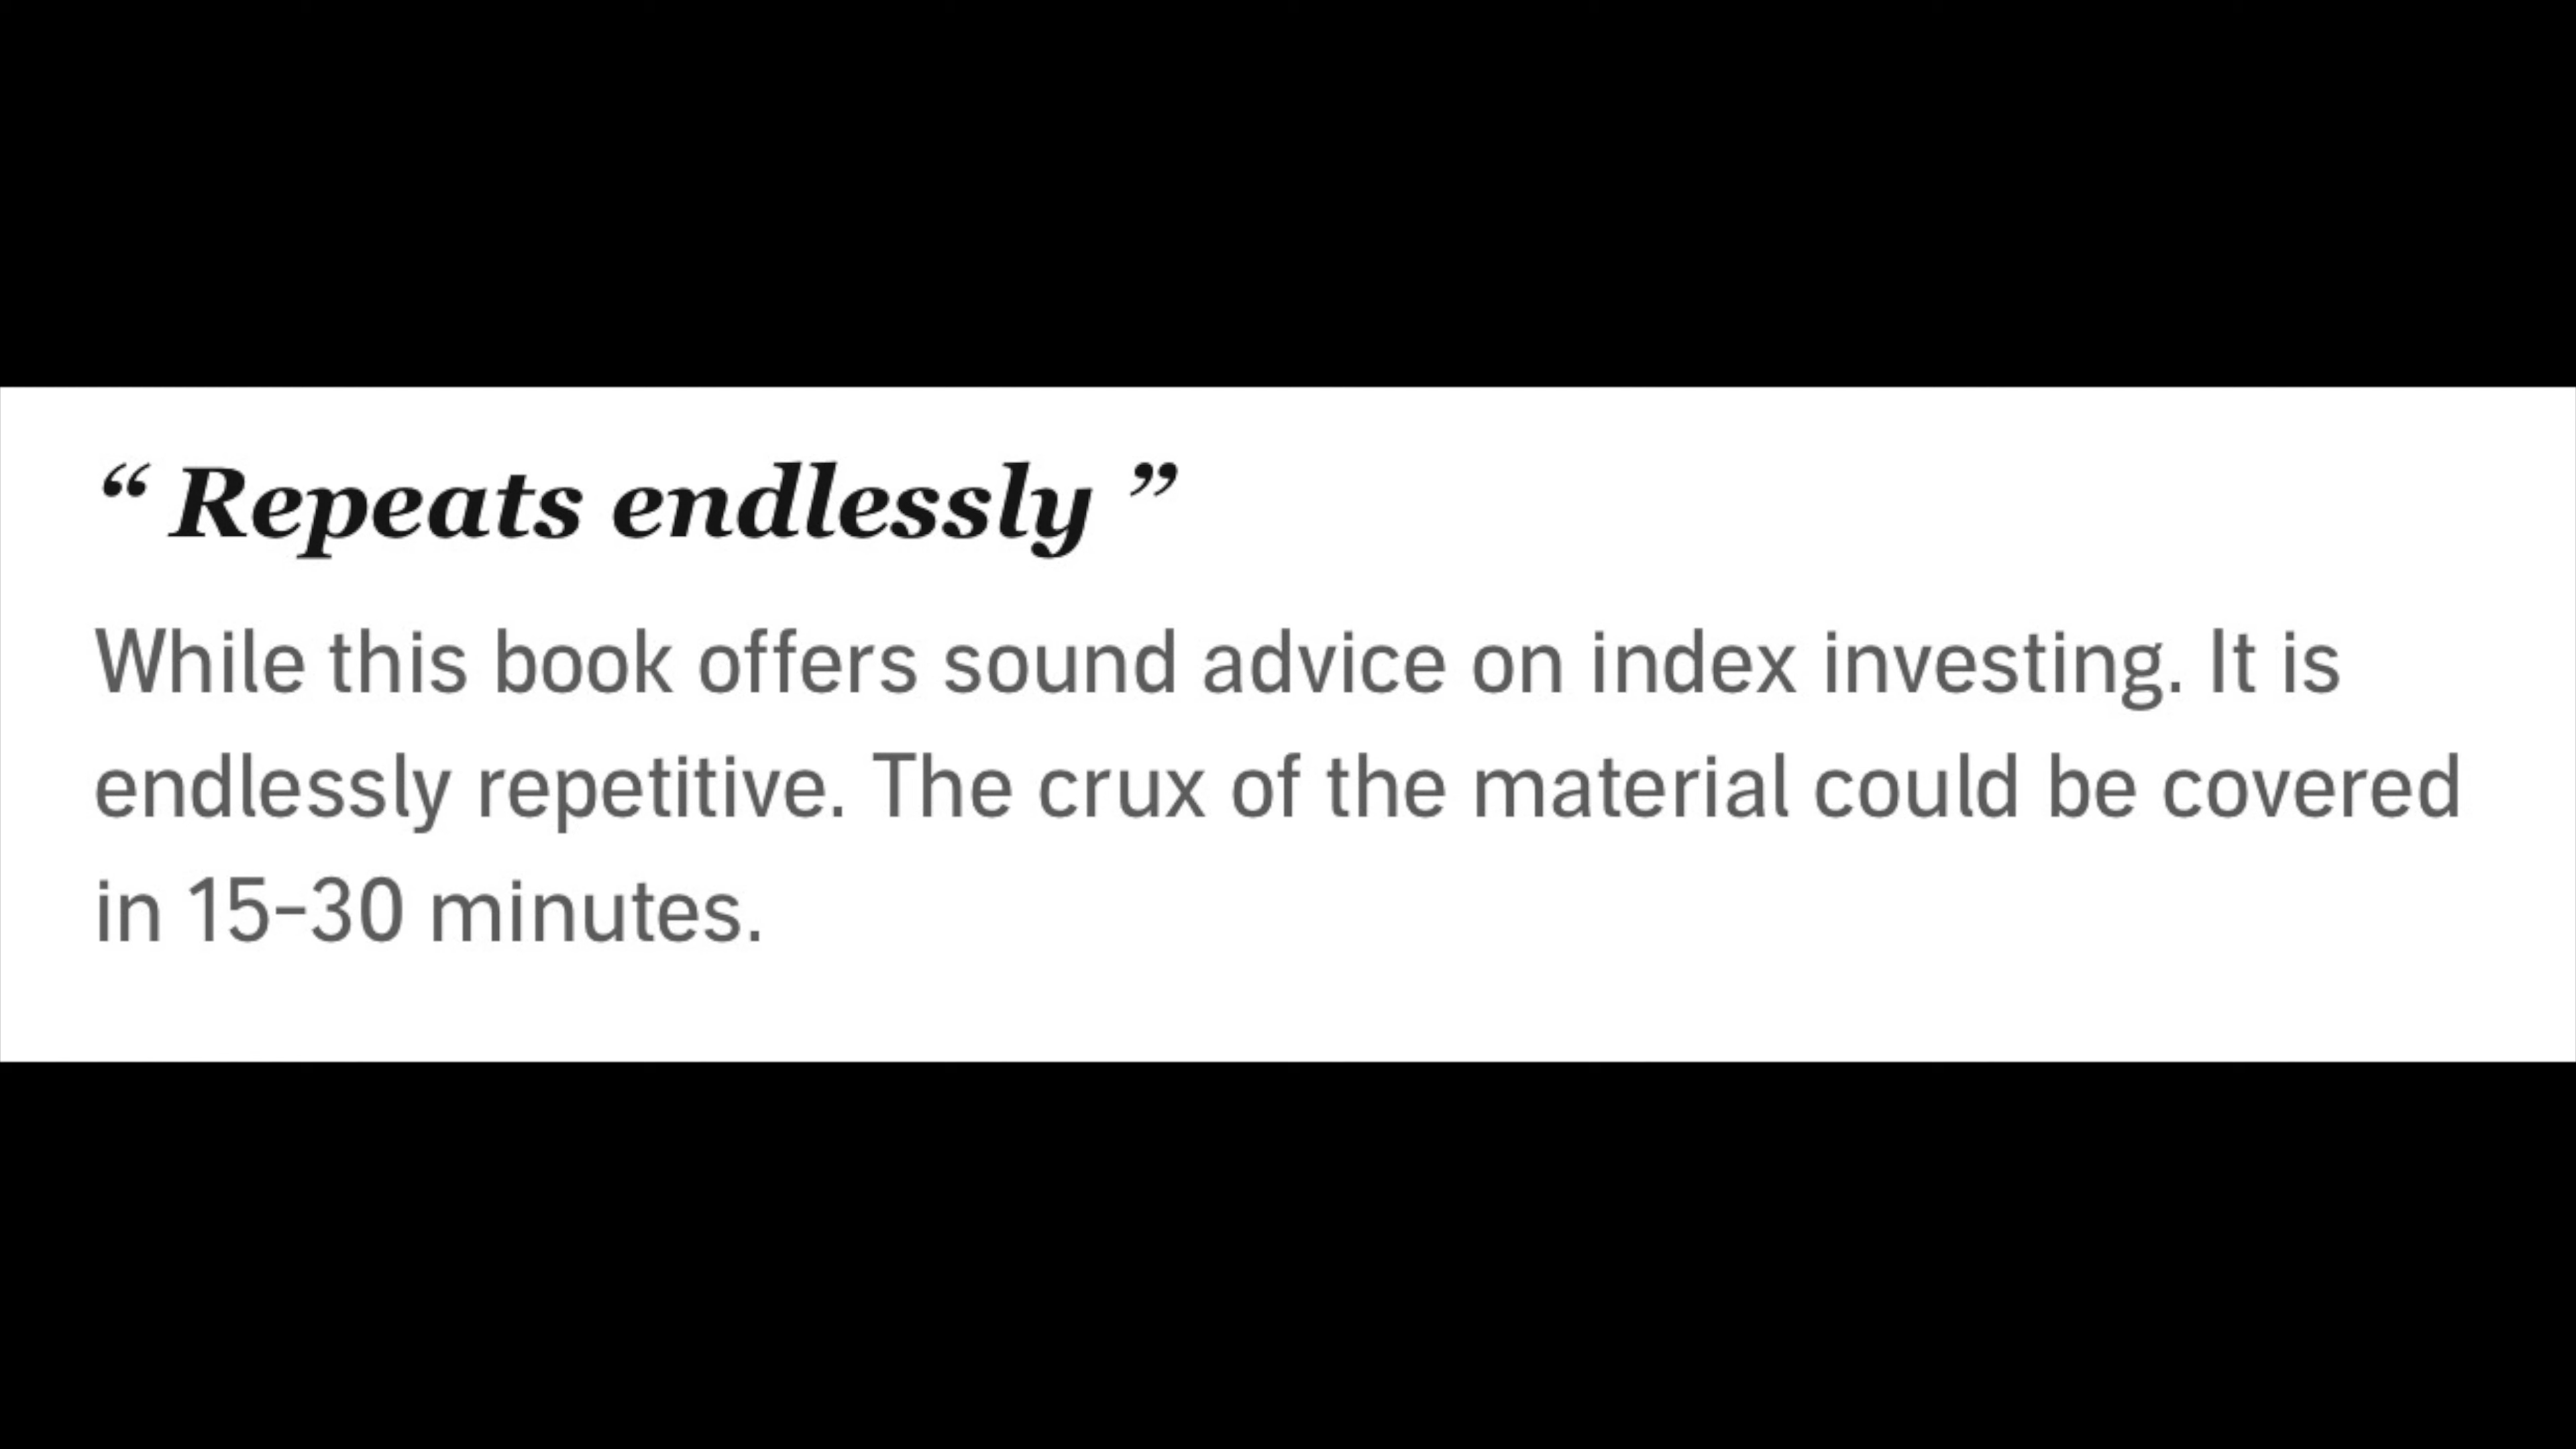 “ Repeats endlessly ”
While this book offers sound advice on index investing. It is
endlessly repetitive. The crux of the material could be covered
in 15-30 minutes.